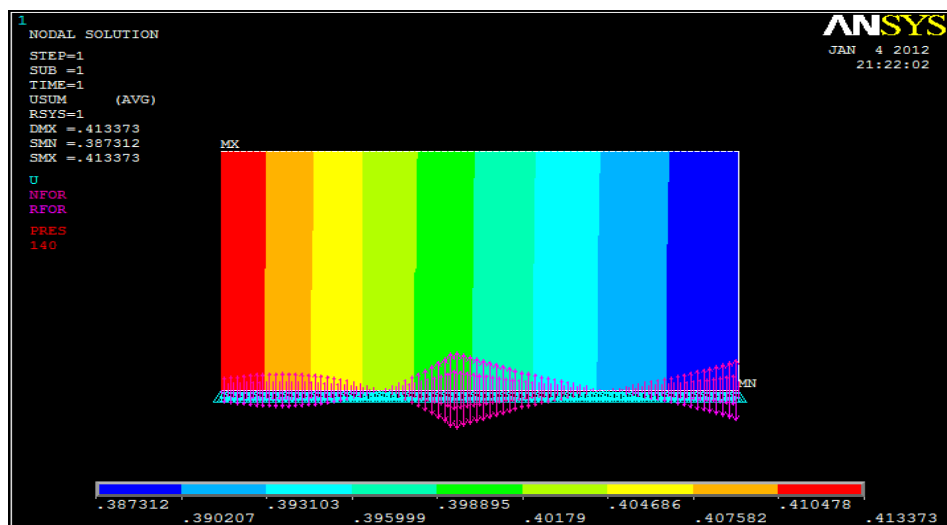 1
NODAL SOLUTION
STEP=1
SUB =1
TIME=1
USUM (AVG)
RSYS=1
DMX =.413373
SMN =.387312
SMX =.413373
U
NFOR
RFOR
PRES
140
ANSYS
JAN 4 2012
21:22:02
MX
MN
.387312 .393103 .398895 .404686 .410478
.390207 .395999 .40179 .407582 .413373